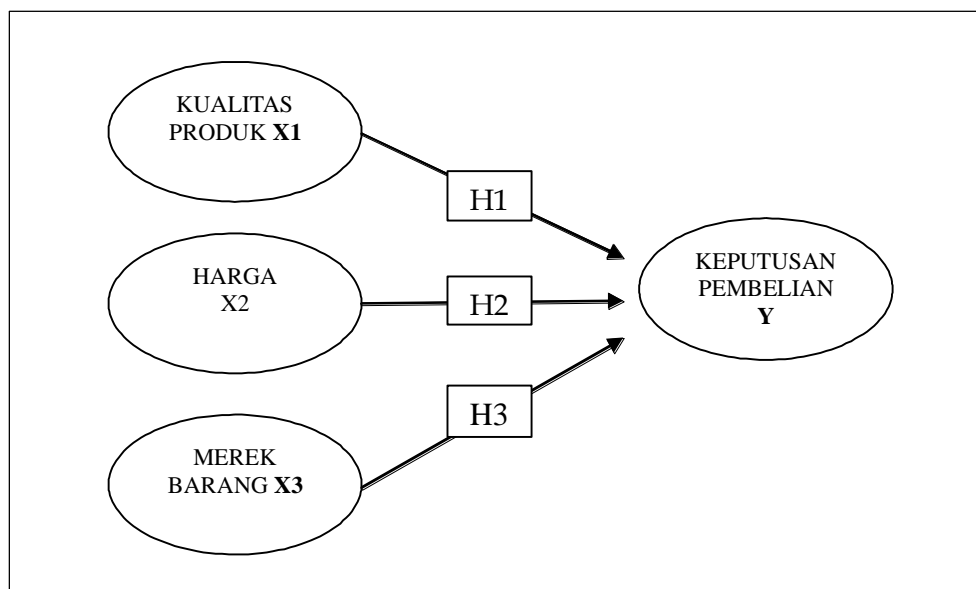 KUALITAS
PRODUK X1
H1
HARGA
X2
H2
KEPUTUSAN
PEMBELIAN
Y
H3
MEREK
BARANG X3